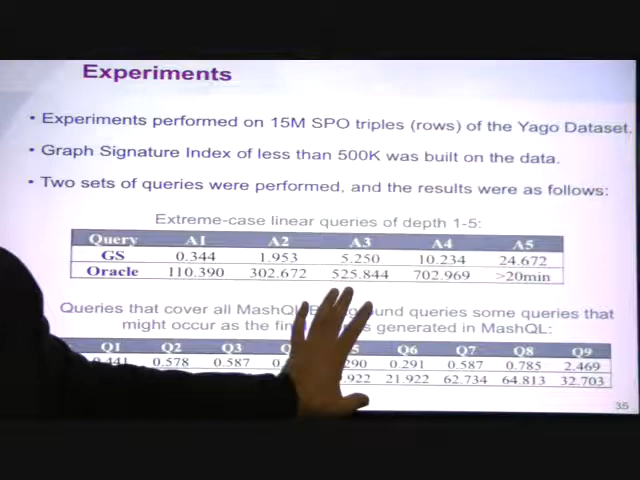 Experiments
• Experiments performed on 15M SPO triples (rows) of the Yago Dataset.
• Graph Signature Index of less than 500K was built on the data.
• Two sets of queries were performed, and the results were as follows:
Extreme-case linear queries of depth 1-5:
Query A1 A2 A3 A4 A5
GS 0.344 1.953 5.250 10.234 24.672
Oracle 110.390 302.672 525.844 702.969 >20min
Queries that cover all queries some queries that
might occur as the generated in MashQL:
Q1 Q2 Q3 Q6 Q7 Q8 Q9
0.578 0.587 0.291 0.587 0.785 2.469
21.922 62.734 64.813 32.703
35